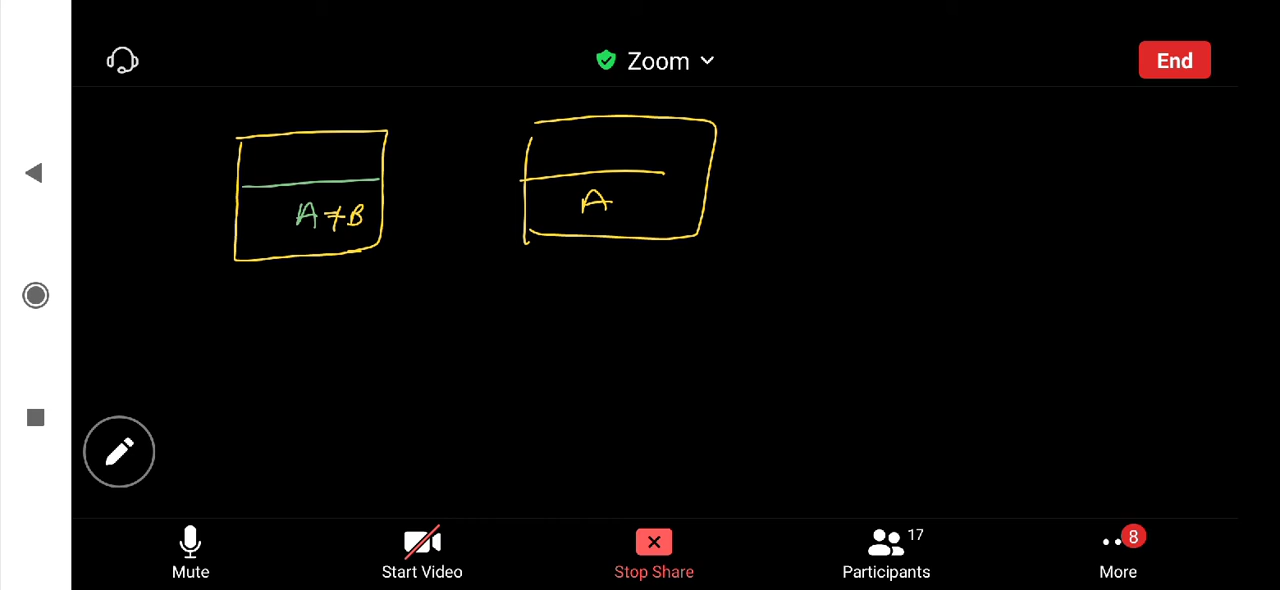 Zoom
End
A+B
A
17
8
Mute
Start Video
Stop Share
Participants
More